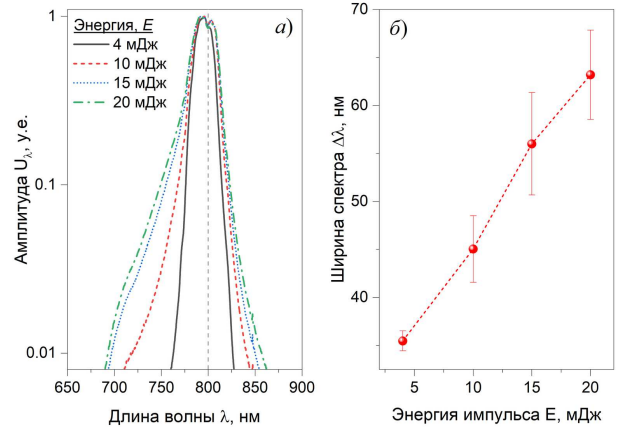 Энергия, E
4 мДж
10 мДж
15 мДж
20 мДж
а)
Амплитуда Uλ, у.е.
1
0.1
0.01
650 700 750 800 850 900 950
Длина волны λ, нм
б)
Ширина спектра Δλ, нм
70
60
50
40
5 10 15 20
Энергия импульса E, мДж